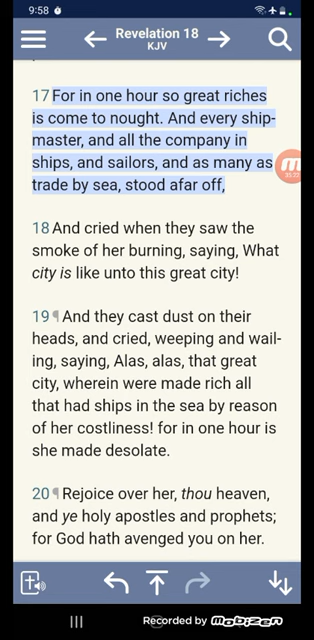 9:58
Revelation 18
KJV
17 For in one hour so great riches
is come to nought. And every ship-
master, and all the company in
ships, and sailors, and as many as
trade by sea, stood afar off,
18 And cried when they saw the
smoke of her burning, saying, What
city is like unto this great city!
19 ¶ And they cast dust on their
heads, and cried, weeping and wail-
ing, saying, Alas, alas, that great
city, wherein were made rich all
that had ships in the sea by reason
of her costliness! for in one hour is
she made desolate.
20 ¶ Rejoice over her, thou heaven,
and ye holy apostles and prophets;
for God hath avenged you on her.
Recorded by mobizen